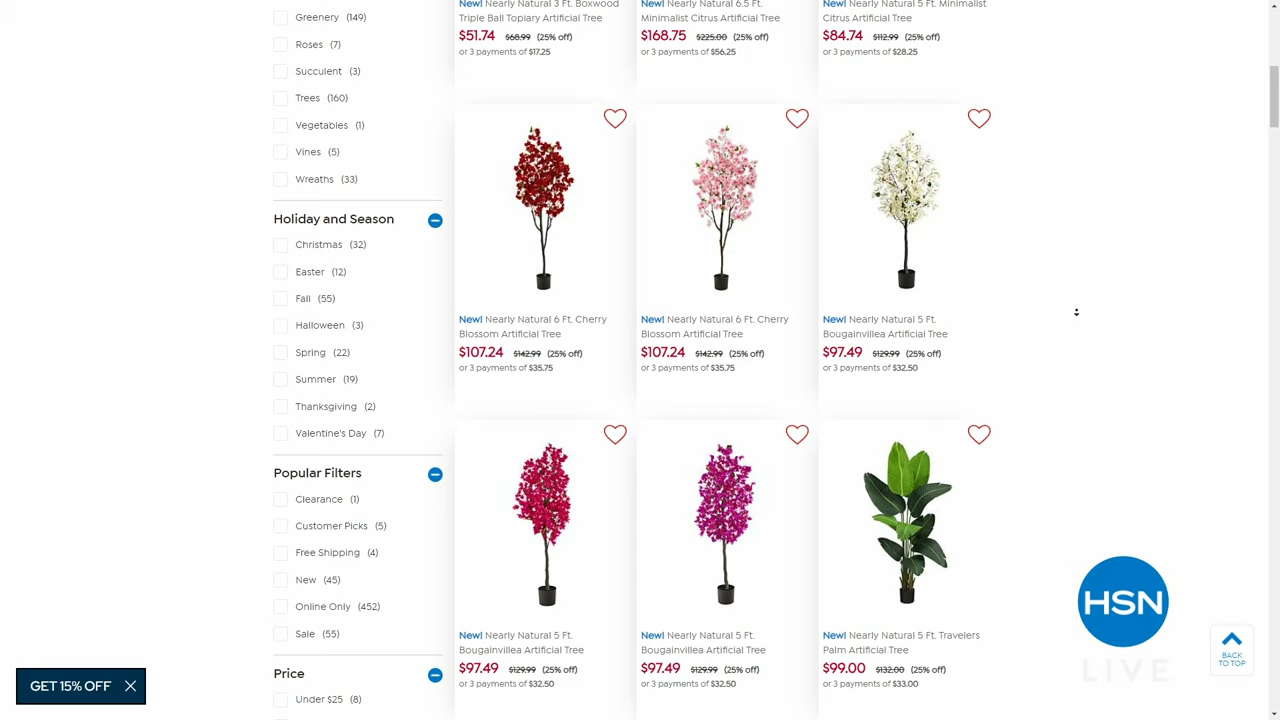 Greenery (149)
Roses (7)
Succulent (3)
Trees (160)
Vegetables (1)
Vines (5)
Wreaths (33)
Holiday and Season
Christmas (32)
Easter (12)
Fall (55)
Halloween (3)
Spring (22)
Summer (19)
Thanksgiving (2)
Valentine's Day (7)
Popular Filters
Clearance (1)
Customer Picks (5)
Free Shipping (4)
New (45)
Online Only (452)
Sale (55)
Price
Under $25 (8)
New! Nearly Natural 3 Ft. Boxwood
Triple Ball Topiary Artificial Tree
$51.74 $68.99 (25% off)
or 3 payments of $17.25
New! Nearly Natural 6.5 Ft.
Minimalist Citrus Artificial Tree
$168.75 $225.00 (25% off)
or 3 payments of $56.25
New! Nearly Natural 5 Ft. Minimalist
Citrus Artificial Tree
$84.74 $112.99 (25% off)
or 3 payments of $28.25
New! Nearly Natural 6 Ft. Cherry
Blossom Artificial Tree
$107.24 $142.99 (25% off)
or 3 payments of $35.75
New! Nearly Natural 6 Ft. Cherry
Blossom Artificial Tree
$107.24 $142.99 (25% off)
or 3 payments of $35.75
New! Nearly Natural 5 Ft.
Bougainvillea Artificial Tree
$97.49 $129.99 (25% off)
or 3 payments of $32.50
New! Nearly Natural 5 Ft.
Bougainvillea Artificial Tree
$97.49 $129.99 (25% off)
or 3 payments of $32.50
New! Nearly Natural 5 Ft.
Bougainvillea Artificial Tree
$97.49 $129.99 (25% off)
or 3 payments of $32.50
New! Nearly Natural 5 Ft. Travelers
Palm Artificial Tree
$99.00 $132.00 (25% off)
or 3 payments of $33.00
HSN
LIVE
BACK
TO TOP
GET 15% OFF